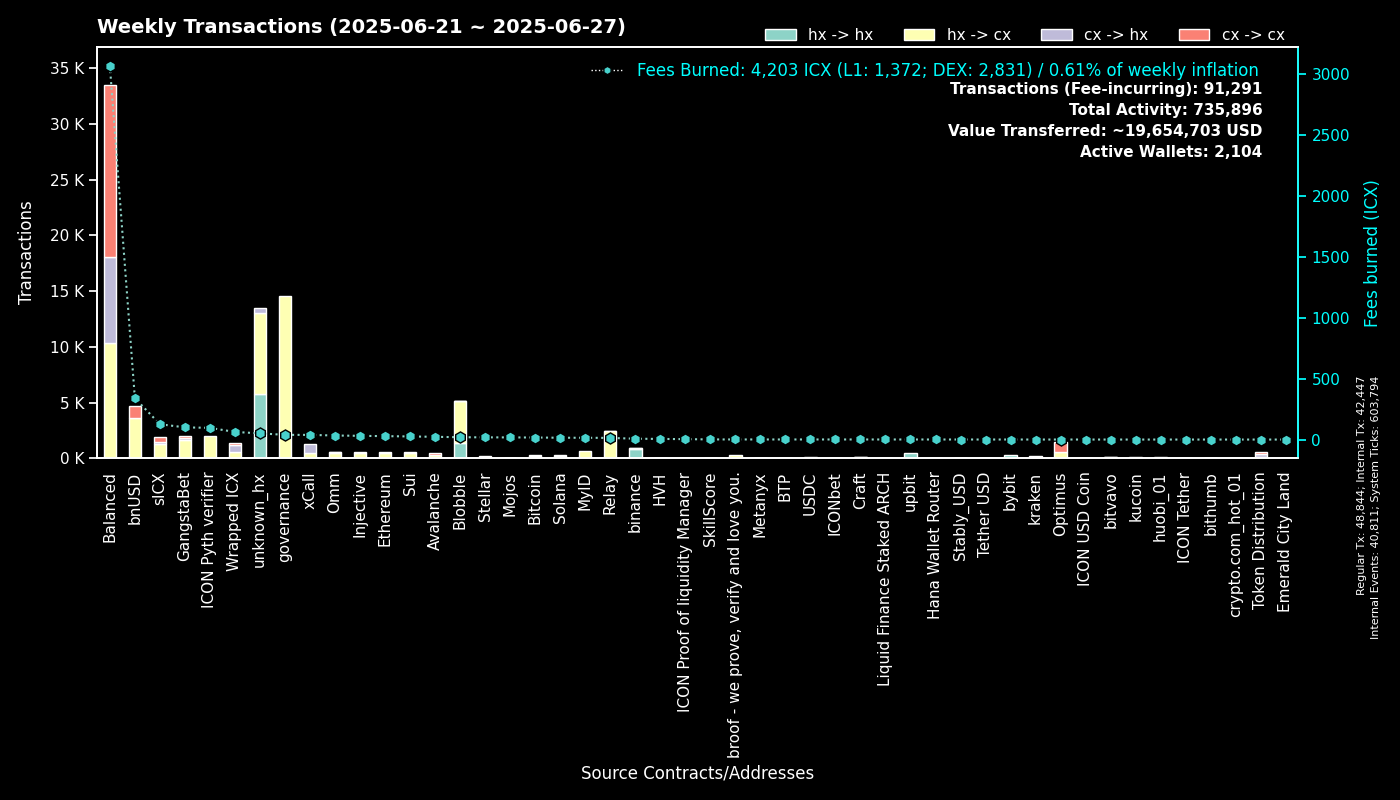 Weekly Transactions (2025-06-21 ~ 2025-06-27)
hx -> hx
hx -> cx
cx -> hx
cx -> cx
Fees Burned: 4,203 ICX (L1: 1,372; DEX: 2,831) / 0.61% of weekly inflation
Transactions (Fee-incurring): 91,291
Total Activity: 735,896
Value Transferred: ~19,654,703 USD
Active Wallets: 2,104
Transactions
35 K
30 K
25 K
20 K
15 K
10 K
5 K
0 K
3000
2500
2000
1500
1000
500
0
Fees burned (ICX)
Regular Tx: 48,844; Internal Tx: 42,447
Internal Events: 40,811; System Ticks: 603,794
Balanced
bnUSD
sICX
GangstaBet
ICON Pyth verifier
Wrapped ICX
unknown_hx
governance
xCall
Omm
Injective
Ethereum
Sui
Avalanche
Blobble
Stellar
Mojos
Bitcoin
Solana
MyID
Relay
binance
HVH
ICON Proof of liquidity Manager
SkillScore
broof - we prove, verify and love you.
Metanyx
BTP
USDC
ICONbet
Craft
Liquid Finance Staked ARCH
upbit
Hana Wallet Router
Stably_USD
Tether USD
bybit
kraken
Optimus
ICON USD Coin
bitvavo
kucoin
huobi_01
ICON Tether
bithumb
crypto.com_hot_01
Token Distribution
Emerald City Land
Source Contracts/Addresses